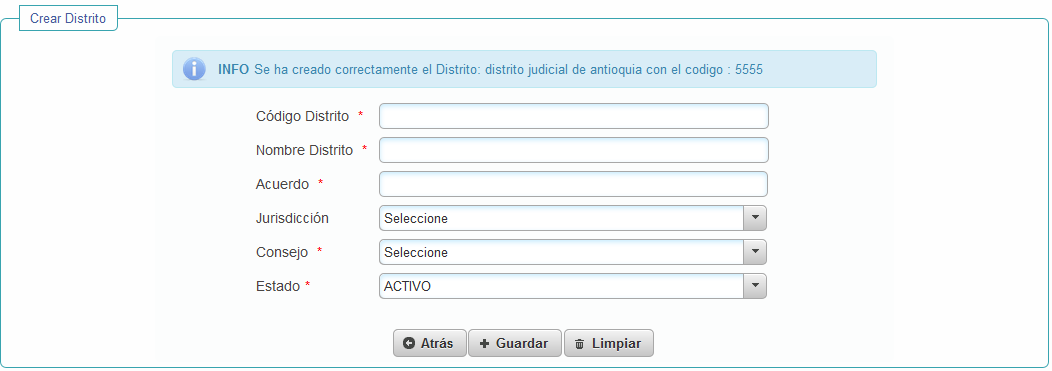 Crear Distrito
INFO Se ha creado correctamente el Distrito: distrito judicial de antioquia con el codigo : 5555
Código Distrito *
Nombre Distrito *
Acuerdo *
Jurisdicción Seleccione
Consejo * Seleccione
Estado * ACTIVO
Atrás Guardar Limpiar